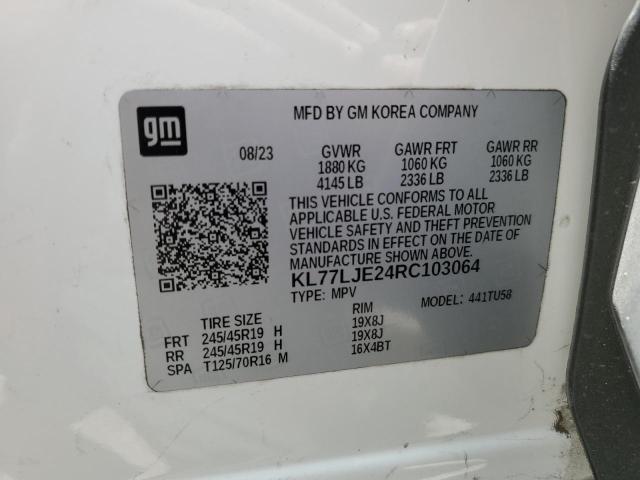 gm
MFD BY GM KOREA COMPANY
08/23 GVWR GAWR FRT GAWR RR
1880 KG 1060 KG 1060 KG
4145 LB 2336 LB 2336 LB
THIS VEHICLE CONFORMS TO ALL
APPLICABLE U.S. FEDERAL MOTOR
VEHICLE SAFETY AND THEFT PREVENTION
STANDARDS IN EFFECT ON THE DATE OF
MANUFACTURE SHOWN ABOVE.
KL77LJE24RC103064
TYPE: MPV MODEL: 441TU58
TIRE SIZE RIM
FRT 245/45R19 H 19X8J
RR 245/45R19 H 19X8J
SPA T125/70R16 M 16X4BT